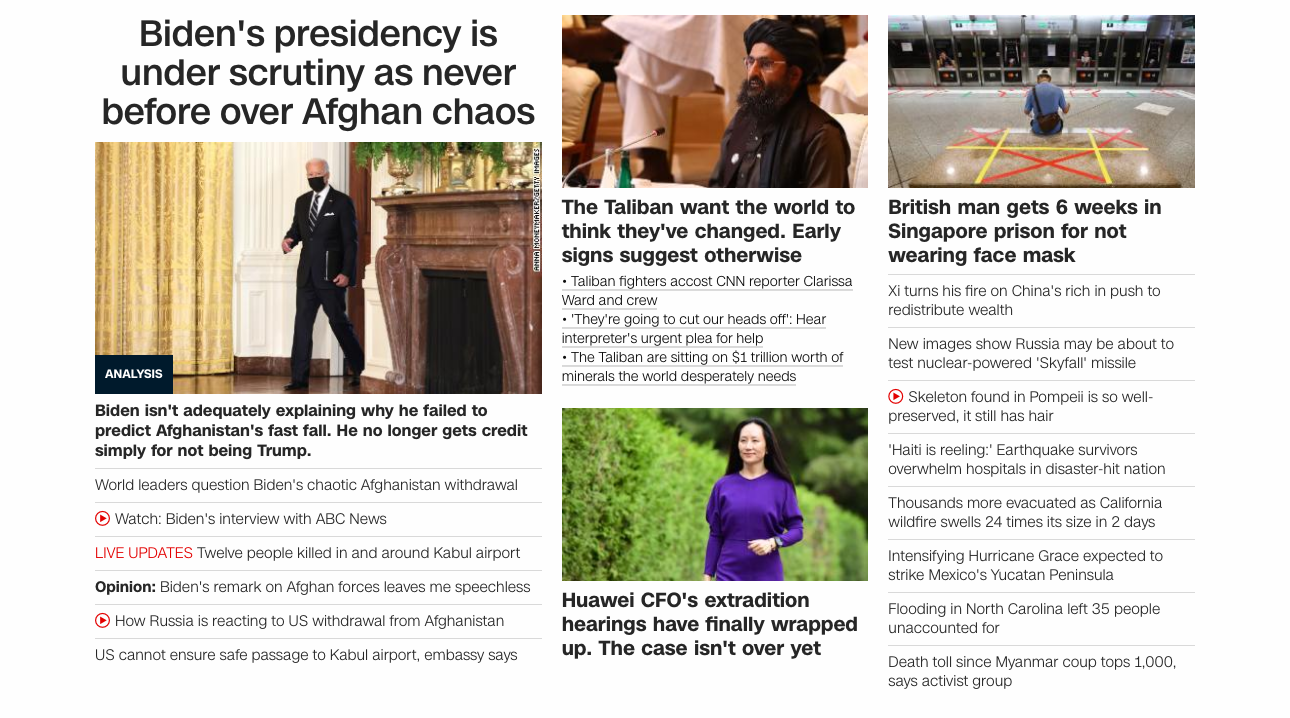 Biden's presidency is
under scrutiny as never
before over Afghan chaos
ANNA MONEYMAKER/GETTY IMAGES
ANALYSIS
Biden isn't adequately explaining why he failed to
predict Afghanistan's fast fall. He no longer gets credit
simply for not being Trump.
World leaders question Biden's chaotic Afghanistan withdrawal
Watch: Biden's interview with ABC News
LIVE UPDATES Twelve people killed in and around Kabul airport
Opinion: Biden's remark on Afghan forces leaves me speechless
How Russia is reacting to US withdrawal from Afghanistan
US cannot ensure safe passage to Kabul airport, embassy says
The Taliban want the world to
think they've changed. Early
signs suggest otherwise
• Taliban fighters accost CNN reporter Clarissa
Ward and crew
• 'They're going to cut our heads off': Hear
interpreter's urgent plea for help
• The Taliban are sitting on $1 trillion worth of
minerals the world desperately needs
Huawei CFO's extradition
hearings have finally wrapped
up. The case isn't over yet
British man gets 6 weeks in
Singapore prison for not
wearing face mask
Xi turns his fire on China's rich in push to
redistribute wealth
New images show Russia may be about to
test nuclear-powered 'Skyfall' missile
Skeleton found in Pompeii is so well-
preserved, it still has hair
'Haiti is reeling:' Earthquake survivors
overwhelm hospitals in disaster-hit nation
Thousands more evacuated as California
wildfire swells 24 times its size in 2 days
Intensifying Hurricane Grace expected to
strike Mexico's Yucatan Peninsula
Flooding in North Carolina left 35 people
unaccounted for
Death toll since Myanmar coup tops 1,000,
says activist group